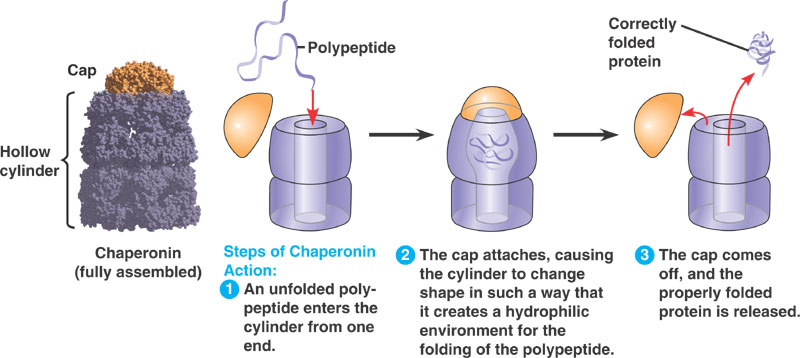 Cap
Hollow
cylinder
Chaperonin
(fully assembled)
Polypeptide
Correctly
folded
protein
Steps of Chaperonin
Action:
1 An unfolded poly-
peptide enters the
cylinder from one
end.
2 The cap attaches, causing
the cylinder to change
shape in such a way that
it creates a hydrophilic
environment for the
folding of the polypeptide.
3 The cap comes
off, and the
properly folded
protein is released.